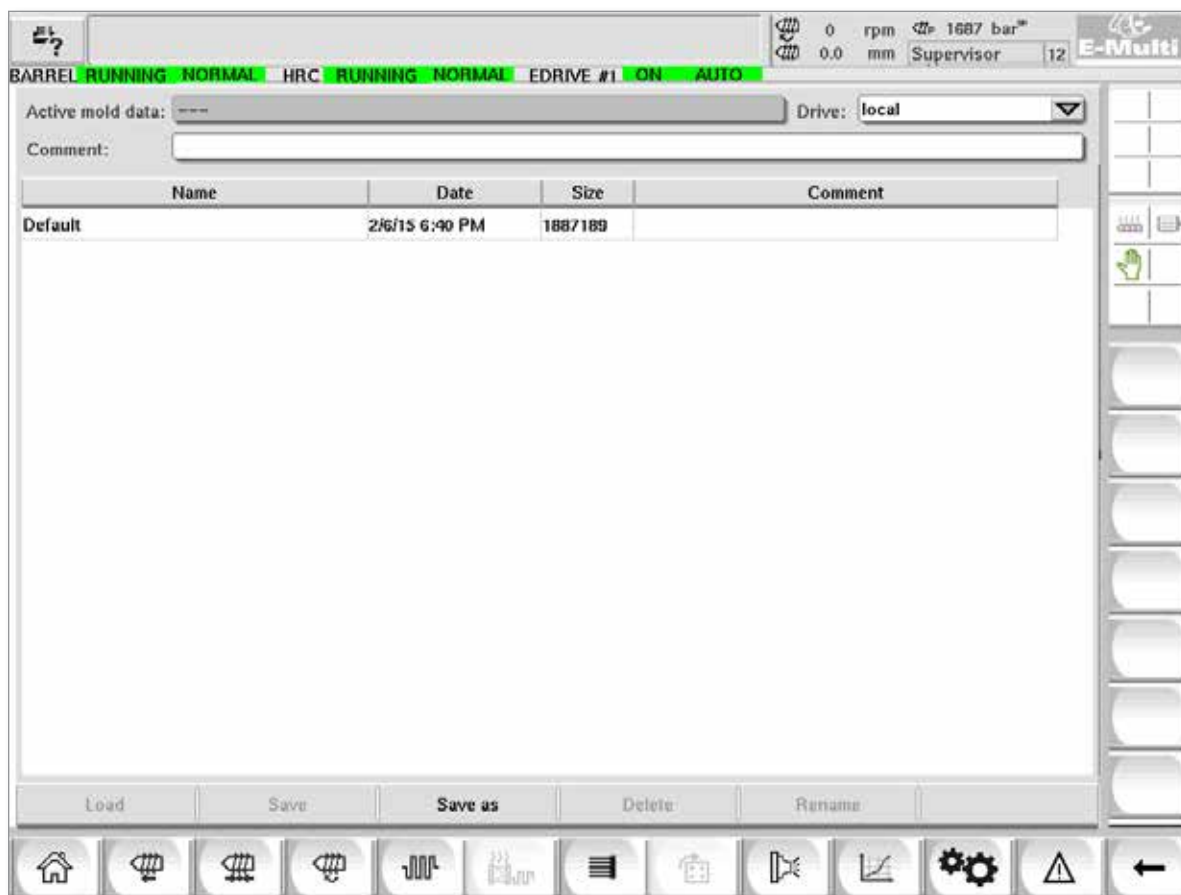 ?
0 rpm 1687 bar
0.0 mm Supervisor 12
E-Multi
BARREL RUNNING NORMAL HRC RUNNING NORMAL EDRIVE #1 ON AUTO
Active mold data: --- Drive: local
Comment:
Name Date Size Comment
Default 2/6/15 6:40 PM 1887189
Load Save Save as Delete Rename